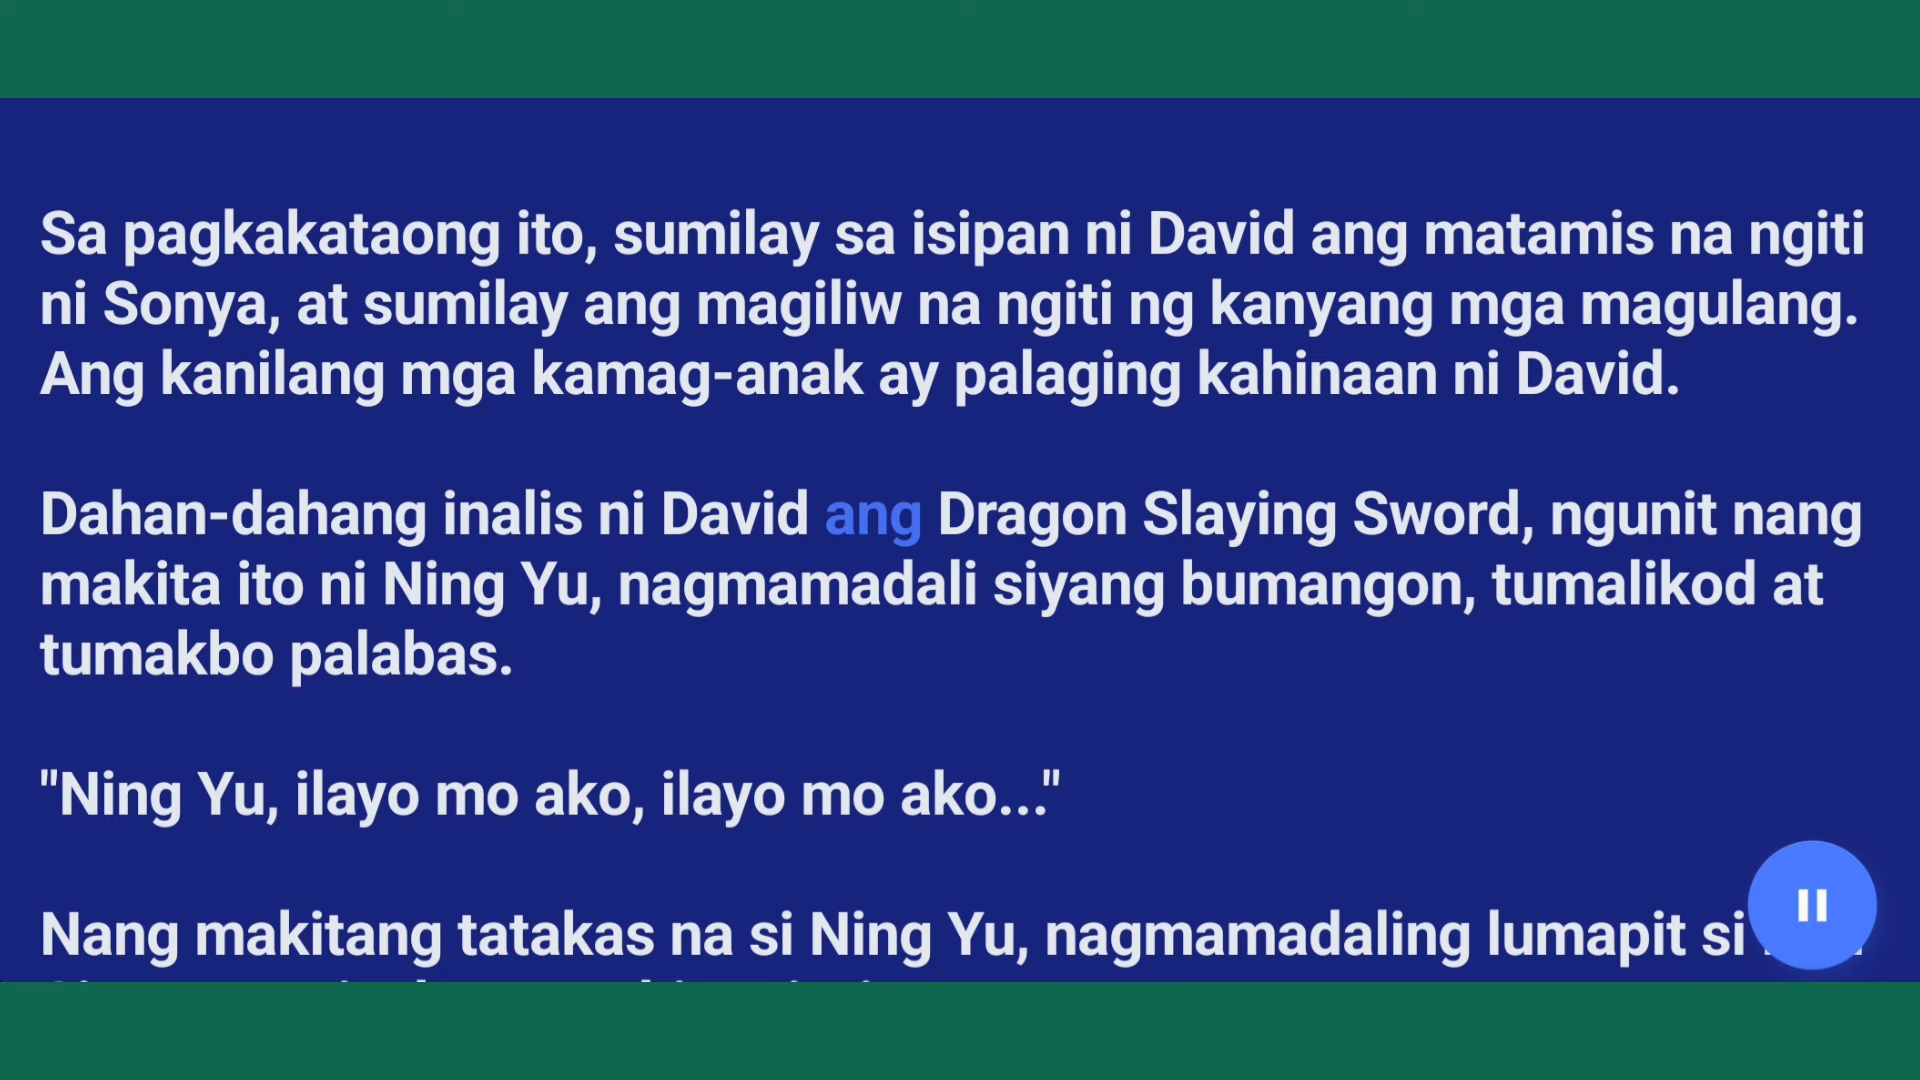 Sa pagkakataong ito, sumilay sa isipan ni David ang matamis na ngiti
ni Sonya, at sumilay ang magiliw na ngiti ng kanyang mga magulang.
Ang kanilang mga kamag-anak ay palaging kahinaan ni David.
Dahan-dahang inalis ni David ang Dragon Slaying Sword, ngunit nang
makita ito ni Ning Yu, nagmamadali siyang bumangon, tumalikod at
tumakbo palabas.
"Ning Yu, ilayo mo ako, ilayo mo ako..."
Nang makitang tatakas na si Ning Yu, nagmamadaling lumapit si